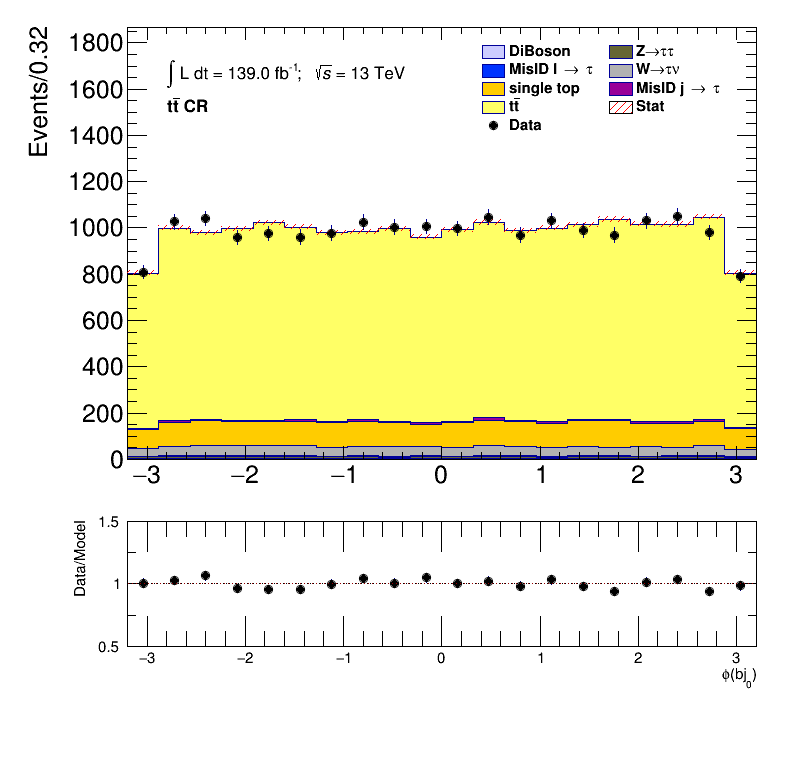 Events/0.32
1800
1600
1400
1200
1000
800
600
400
200
0
∫ L dt = 139.0 fb⁻¹; √s = 13 TeV
tt̄ CR
DiBoson
Z→ττ
MisID l → τ
W→τν
single top
MisID j → τ
tt̄
Stat
Data
−3 −2 −1 0 1 2 3
Data/Model
1.5
1
0.5
−3 −2 −1 0 1 2 3
ϕ(bj₀)